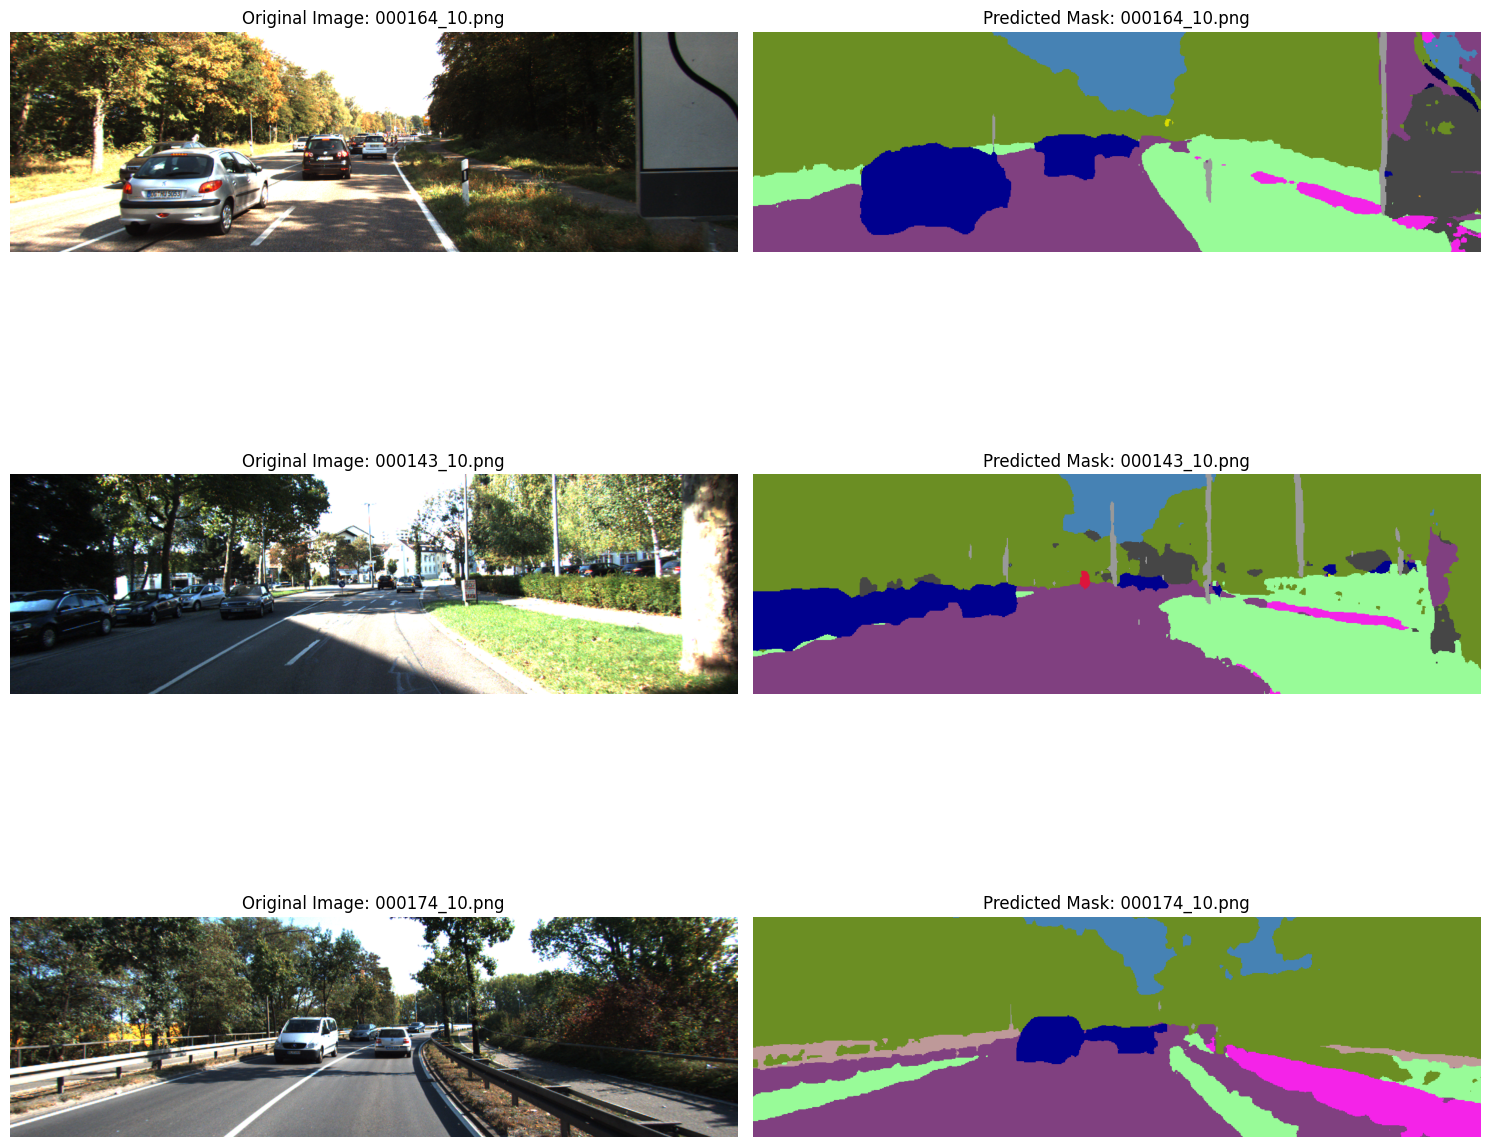 Original Image: 000164_10.png
Predicted Mask: 000164_10.png
Original Image: 000143_10.png
Predicted Mask: 000143_10.png
Original Image: 000174_10.png
Predicted Mask: 000174_10.png